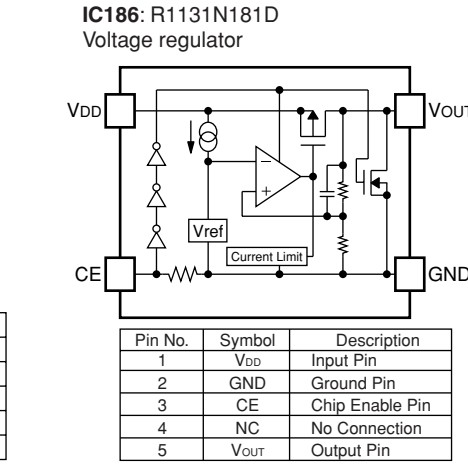 IC186: R1131N181D
Voltage regulator
VDD
VOUT
−
+
Vref
Current Limit
CE
GND
Pin No. Symbol Description
1 VDD Input Pin
2 GND Ground Pin
3 CE Chip Enable Pin
4 NC No Connection
5 VOUT Output Pin